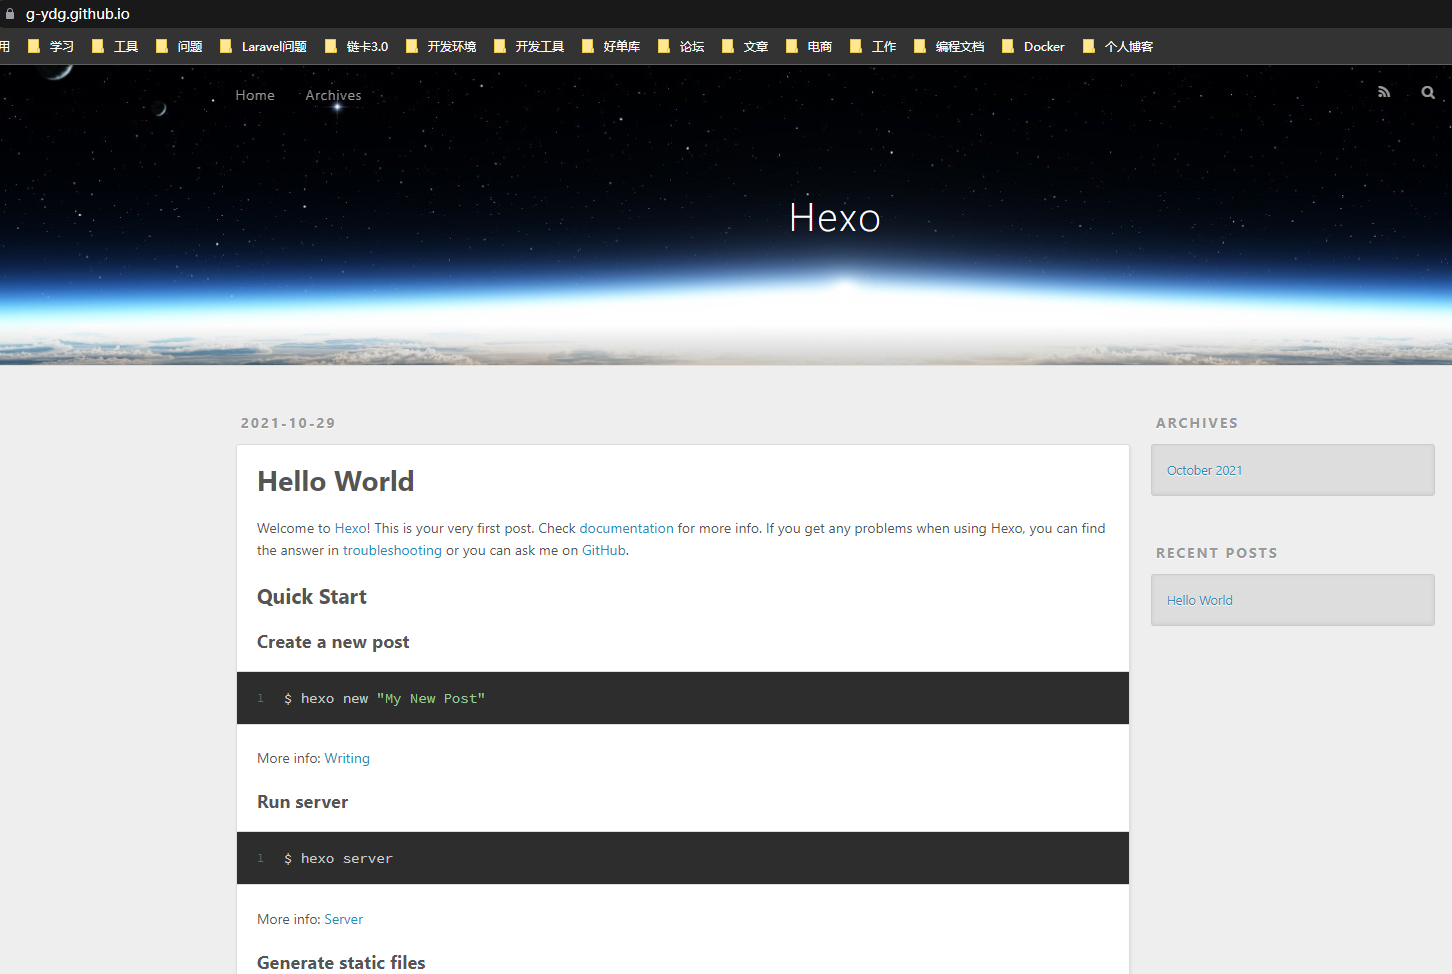 g-ydg.github.io
用 学习 工具 问题 Laravel问题 链卡3.0 开发环境 开发工具 好单库 论坛 文章 电商 工作 编程文档 Docker 个人博客
Home Archives
Hexo
2021-10-29
Hello World
Welcome to Hexo! This is your very first post. Check documentation for more info. If you get any problems when using Hexo, you can find
the answer in troubleshooting or you can ask me on GitHub.
Quick Start
Create a new post
1 $ hexo new "My New Post"
More info: Writing
Run server
1 $ hexo server
More info: Server
Generate static files
ARCHIVES
October 2021
RECENT POSTS
Hello World